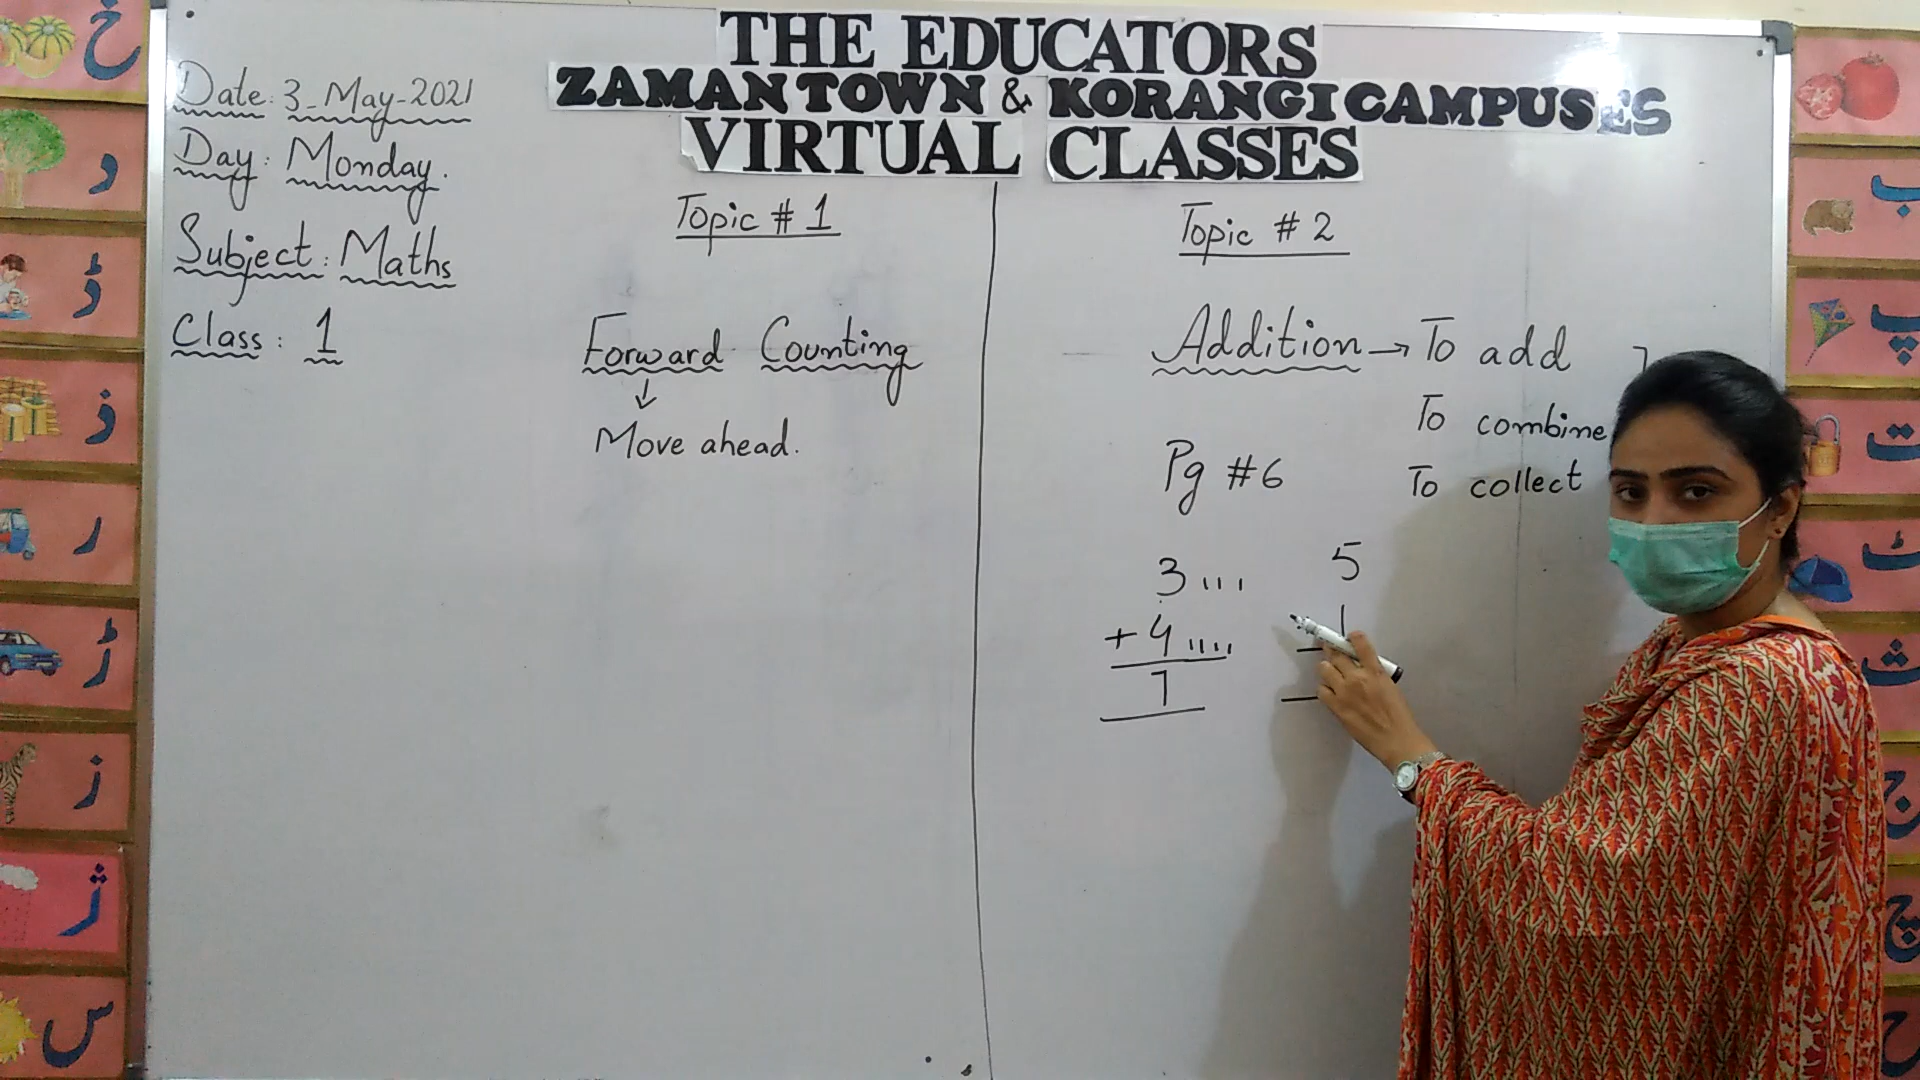 THE EDUCATORS
ZAMAN TOWN & KORANGI CAMPUSES
VIRTUAL CLASSES
Date: 3-May-2021
Day: Monday.
Subject: Maths
Class: 1
Topic # 1
Forward Counting
↓
Move ahead.
Topic # 2
Addition → To add
To combine
To collect
Pg #6
3 ı ı ı
+ 4 ı ı ı ı
7
5
1
خ
د
ڈ
ذ
ر
ڑ
ز
ژ
س
ب
پ
ت
ٹ
ث
ج
چ
ح